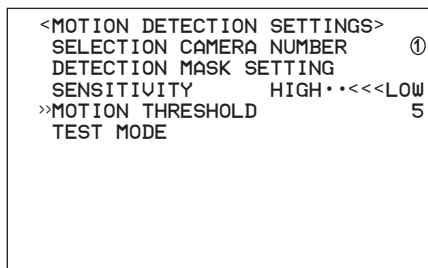 <MOTION DETECTION SETTINGS>
SELECTION CAMERA NUMBER ①
DETECTION MASK SETTING
SENSITIVITY HIGH··<<<LOW
»MOTION THRESHOLD 5
TEST MODE